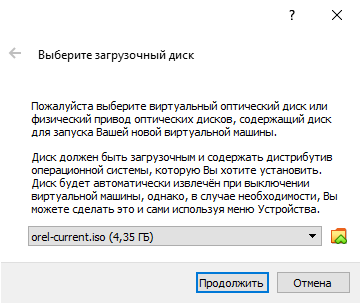 ?
Выберите загрузочный диск
Пожалуйста выберите виртуальный оптический диск или
физический привод оптических дисков, содержащий диск
для запуска Вашей новой виртуальной машины.
Диск должен быть загрузочным и содержать дистрибутив
операционной системы, которую Вы хотите установить.
Диск будет автоматически извлечён при выключении
виртуальной машины, однако, в случае необходимости, Вы
можете сделать это и сами используя меню Устройства.
orel-current.iso (4,35 ГБ)
Продолжить Отмена